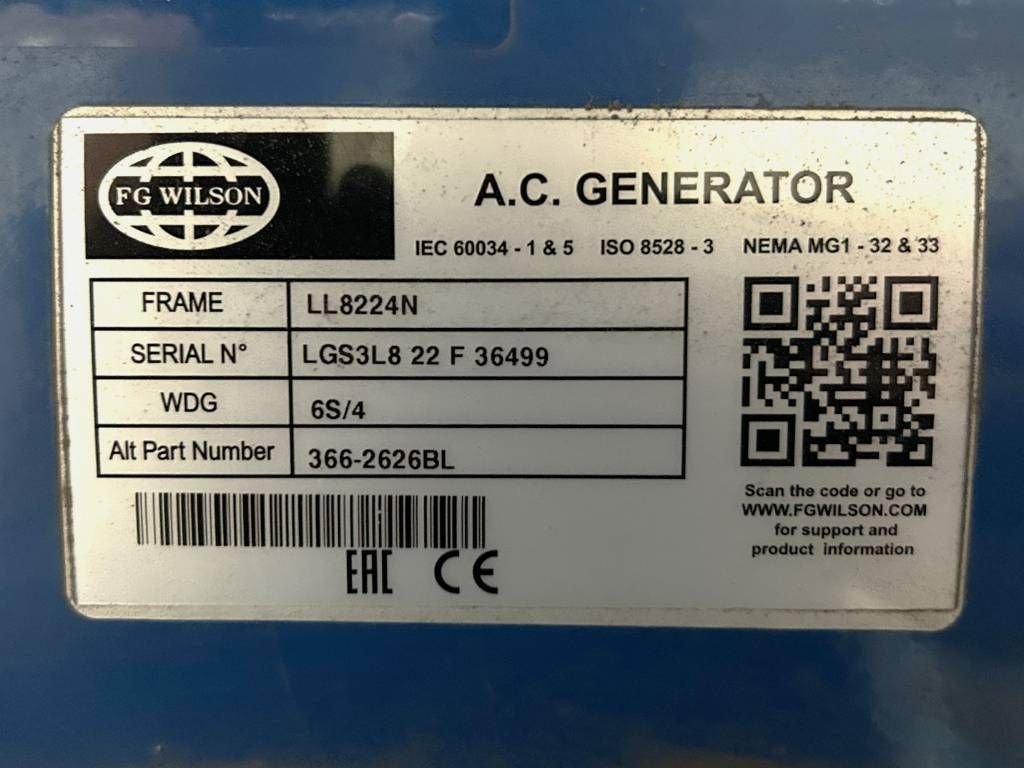 FG WILSON
A.C. GENERATOR
IEC 60034 - 1 & 5 ISO 8528 - 3 NEMA MG1 - 32 & 33
FRAME LL8224N
SERIAL N° LGS3L8 22 F 36499
WDG 6S/4
Alt Part Number 366-2626BL
Scan the code or go to
WWW.FGWILSON.COM
for support and
product information
EAC CE